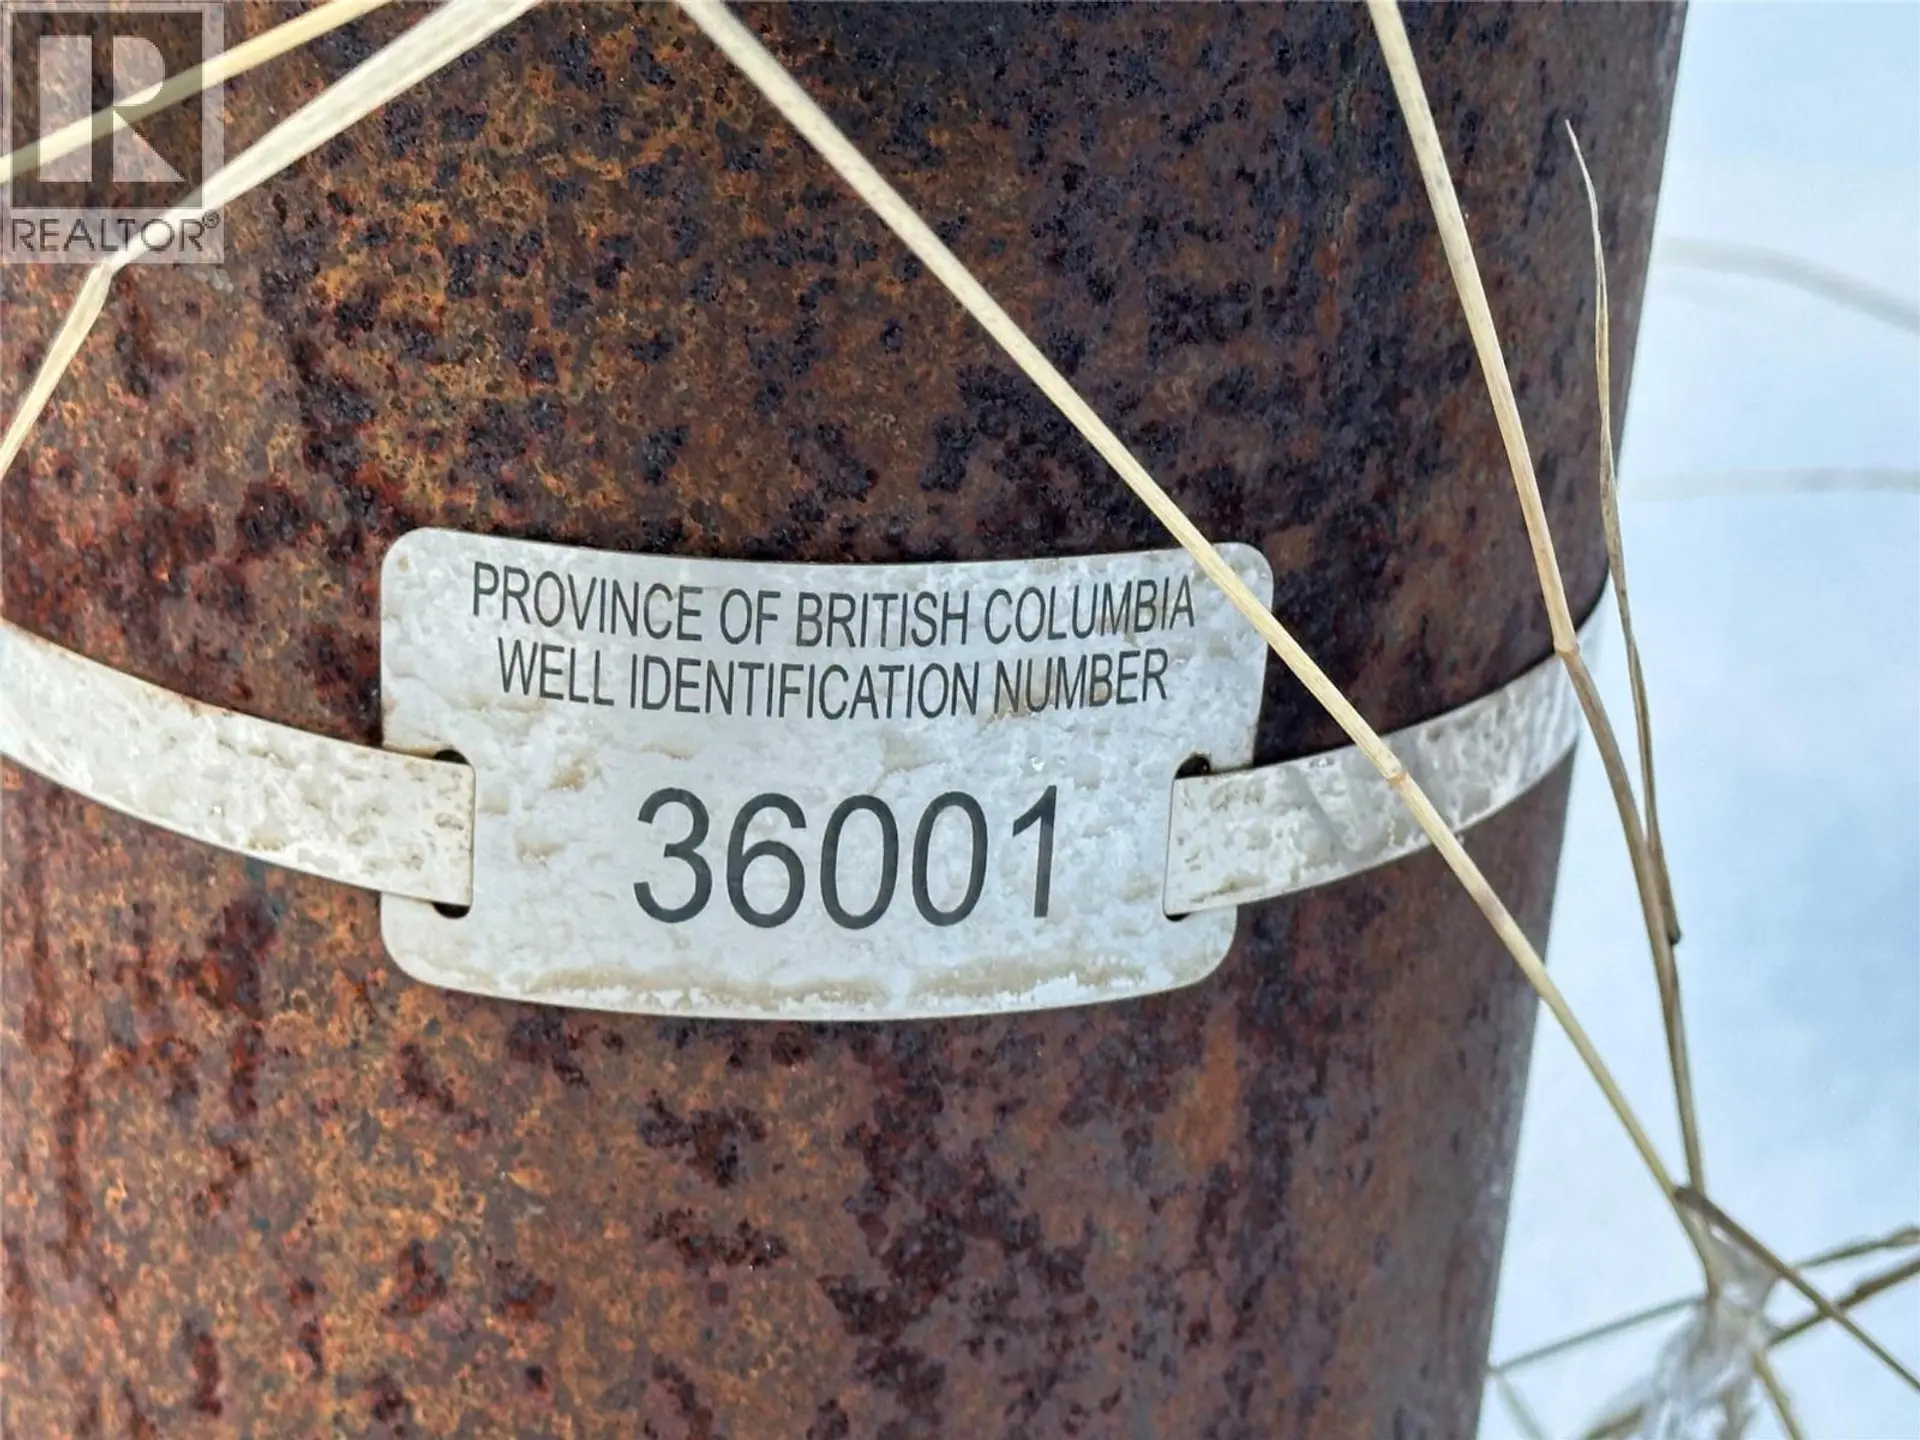 R
REALTOR®
PROVINCE OF BRITISH COLUMBIA
WELL IDENTIFICATION NUMBER
36001